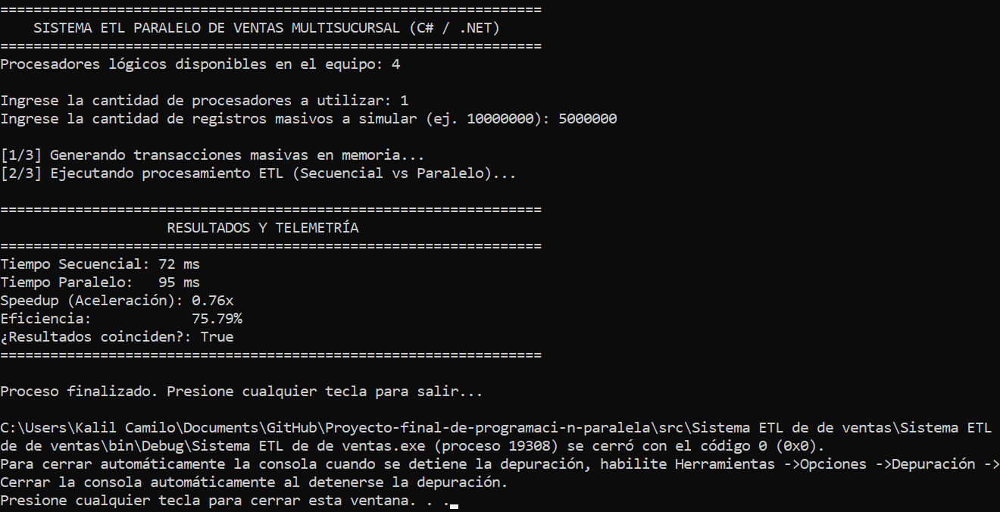 =================================================================
SISTEMA ETL PARALELO DE VENTAS MULTISUCURSAL (C# / .NET)
=================================================================
Procesadores lógicos disponibles en el equipo: 4
Ingrese la cantidad de procesadores a utilizar: 1
Ingrese la cantidad de registros masivos a simular (ej. 10000000): 5000000
[1/3] Generando transacciones masivas en memoria...
[2/3] Ejecutando procesamiento ETL (Secuencial vs Paralelo)...
=================================================================
RESULTADOS Y TELEMETRÍA
=================================================================
Tiempo Secuencial: 72 ms
Tiempo Paralelo:   95 ms
Speedup (Aceleración): 0.76x
Eficiencia:            75.79%
¿Resultados coinciden?: True
=================================================================
Proceso finalizado. Presione cualquier tecla para salir...
C:\Users\Kalil Camilo\Documents\GitHub\Proyecto-final-de-programaci-n-paralela\src\Sistema ETL de de ventas\Sistema ETL
de de ventas\bin\Debug\Sistema ETL de de ventas.exe (proceso 19308) se cerró con el código 0 (0x0).
Para cerrar automáticamente la consola cuando se detiene la depuración, habilite Herramientas ->Opciones ->Depuración ->
Cerrar la consola automáticamente al detenerse la depuración.
Presione cualquier tecla para cerrar esta ventana. . .